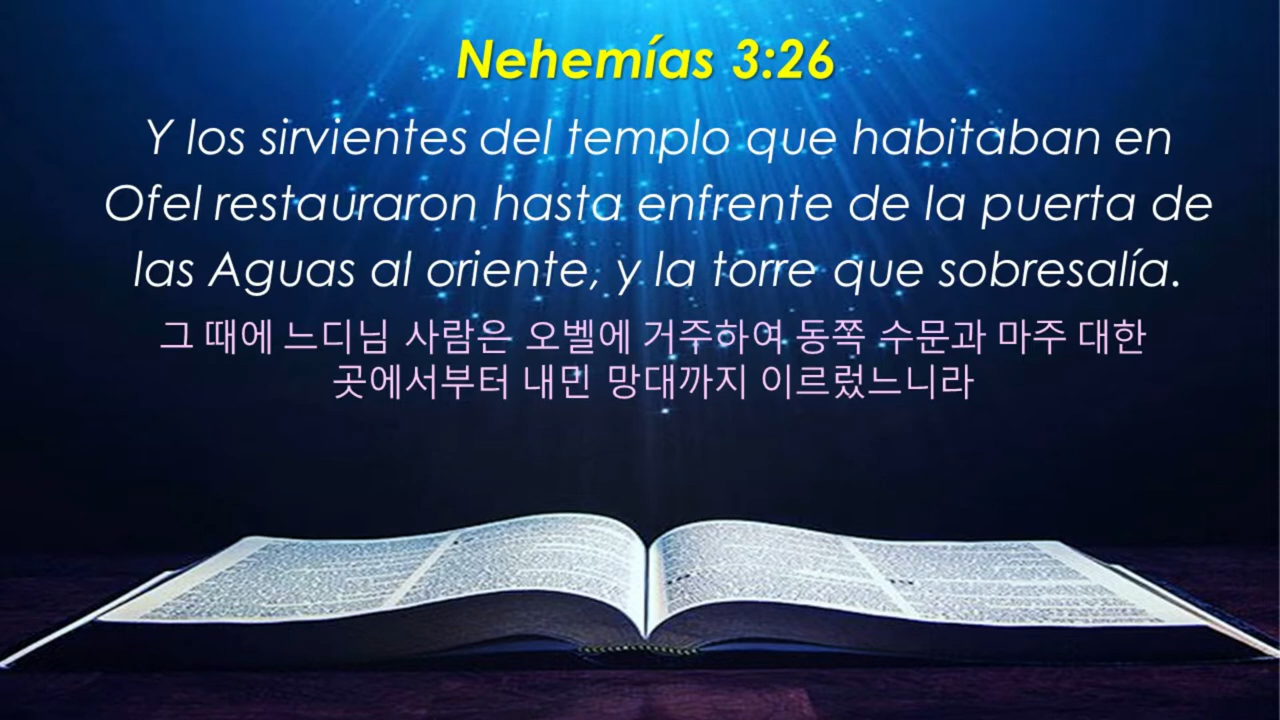 Nehemías 3:26
Y los sirvientes del templo que habitaban en
Ofel restauraron hasta enfrente de la puerta de
las Aguas al oriente, y la torre que sobresalía.
그 때에 느디님 사람은 오벨에 거주하여 동쪽 수문과 마주 대한
곳에서부터 내민 망대까지 이르렀느니라